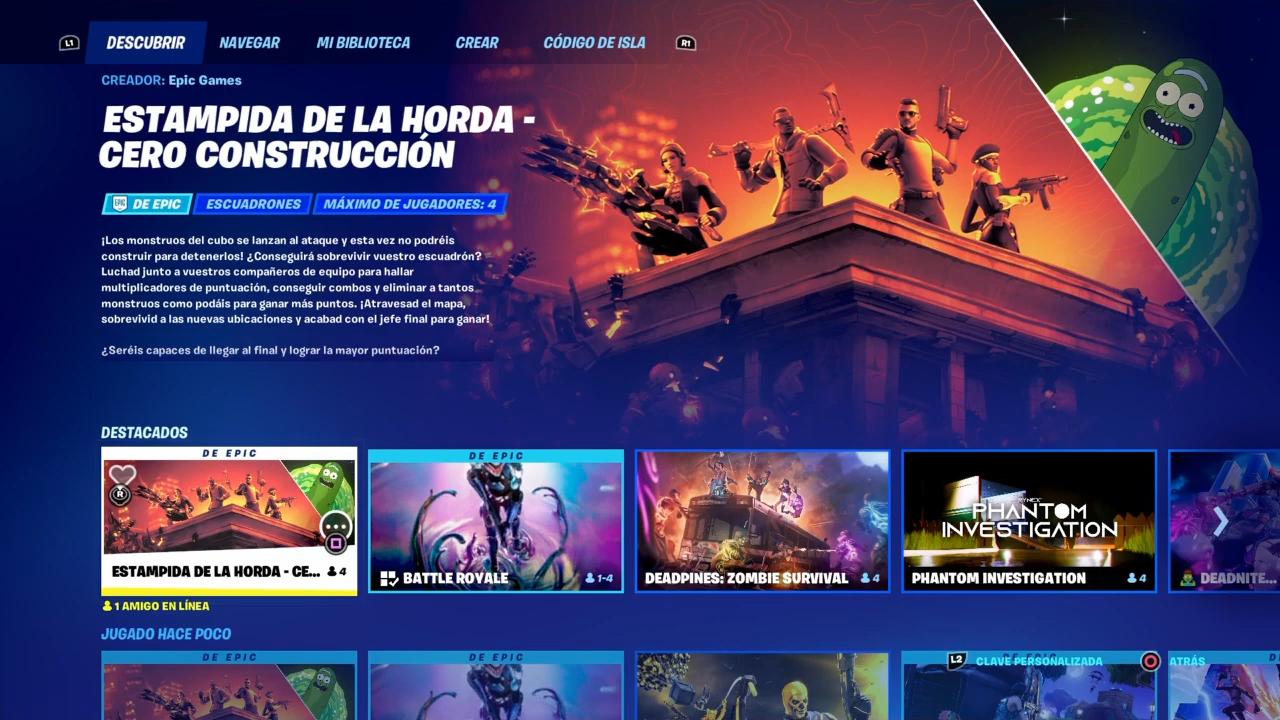 L1 DESCUBRIR NAVEGAR MI BIBLIOTECA CREAR CÓDIGO DE ISLA R1
CREADOR: Epic Games
ESTAMPIDA DE LA HORDA -
CERO CONSTRUCCIÓN
EPIC DE EPIC ESCUADRONES MÁXIMO DE JUGADORES: 4
¡Los monstruos del cubo se lanzan al ataque y esta vez no podréis
construir para detenerlos! ¿Conseguirá sobrevivir vuestro escuadrón?
Luchad junto a vuestros compañeros de equipo para hallar
multiplicadores de puntuación, conseguir combos y eliminar a tantos
monstruos como podáis para ganar más puntos. ¡Atravesad el mapa,
sobrevivid a las nuevas ubicaciones y acabad con el jefe final para ganar!
¿Seréis capaces de llegar al final y lograr la mayor puntuación?
DESTACADOS
DE EPIC
R
ESTAMPIDA DE LA HORDA - CE... 4
1 AMIGO EN LÍNEA
DE EPIC
BATTLE ROYALE 1-4
DEADPINES: ZOMBIE SURVIVAL 4
PHANTOM
INVESTIGATION
PHANTOM INVESTIGATION 4
DEADNITE...
JUGADO HACE POCO
DE EPIC
DE EPIC
DE EPIC
L2 CLAVE PERSONALIZADA ATRÁS